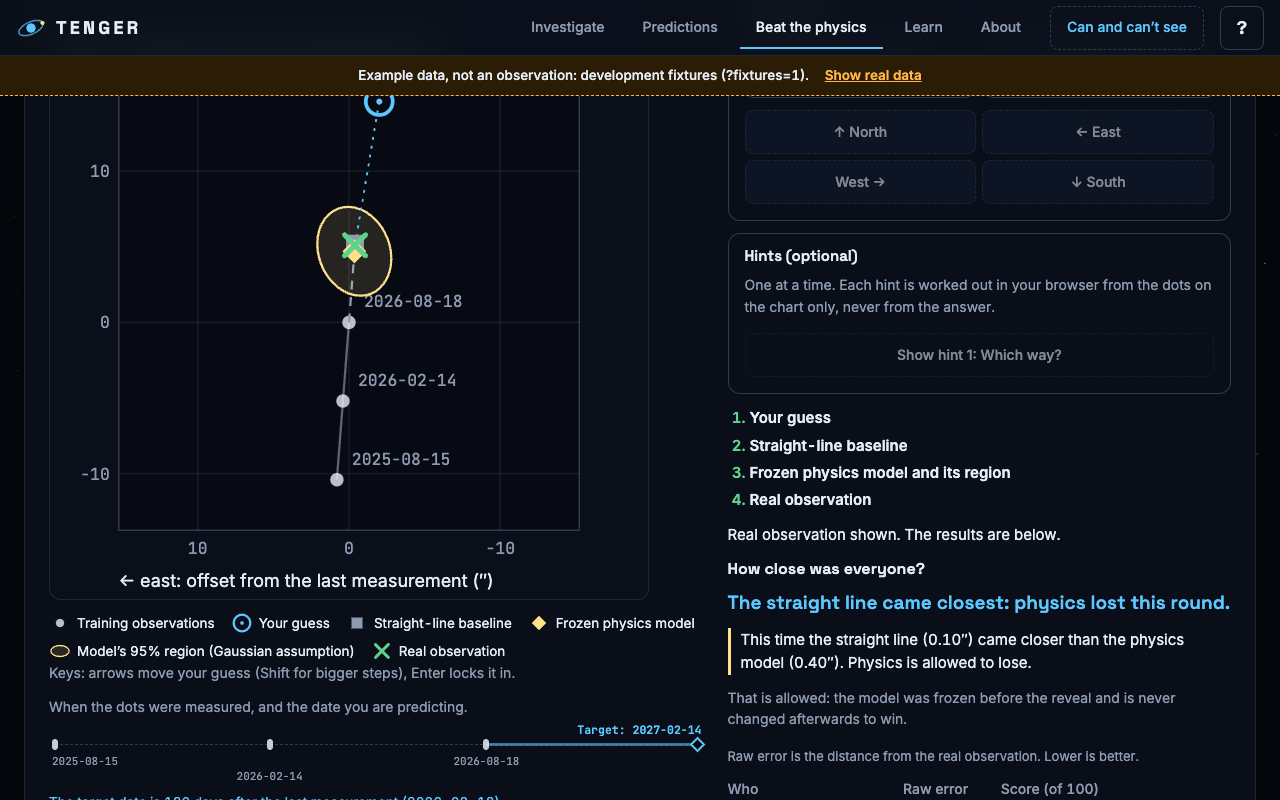 TENGER
Investigate
Predictions
Beat the physics
Learn
About
Can and can't see
?
Example data, not an observation: development fixtures (?fixtures=1). Show real data
10
0
-10
2026-08-18
2026-02-14
2025-08-15
10
0
-10
← east: offset from the last measurement (″)
Training observations
Your guess
Straight-line baseline
Frozen physics model
Model's 95% region (Gaussian assumption)
Real observation
Keys: arrows move your guess (Shift for bigger steps), Enter locks it in.
When the dots were measured, and the date you are predicting.
Target: 2027-02-14
2025-08-15
2026-02-14
2026-08-18
↑ North
← East
West →
↓ South
Hints (optional)
One at a time. Each hint is worked out in your browser from the dots on
the chart only, never from the answer.
Show hint 1: Which way?
1. Your guess
2. Straight-line baseline
3. Frozen physics model and its region
4. Real observation
Real observation shown. The results are below.
How close was everyone?
The straight line came closest: physics lost this round.
This time the straight line (0.10″) came closer than the physics
model (0.40″). Physics is allowed to lose.
That is allowed: the model was frozen before the reveal and is never
changed afterwards to win.
Raw error is the distance from the real observation. Lower is better.
Who
Raw error
Score (of 100)